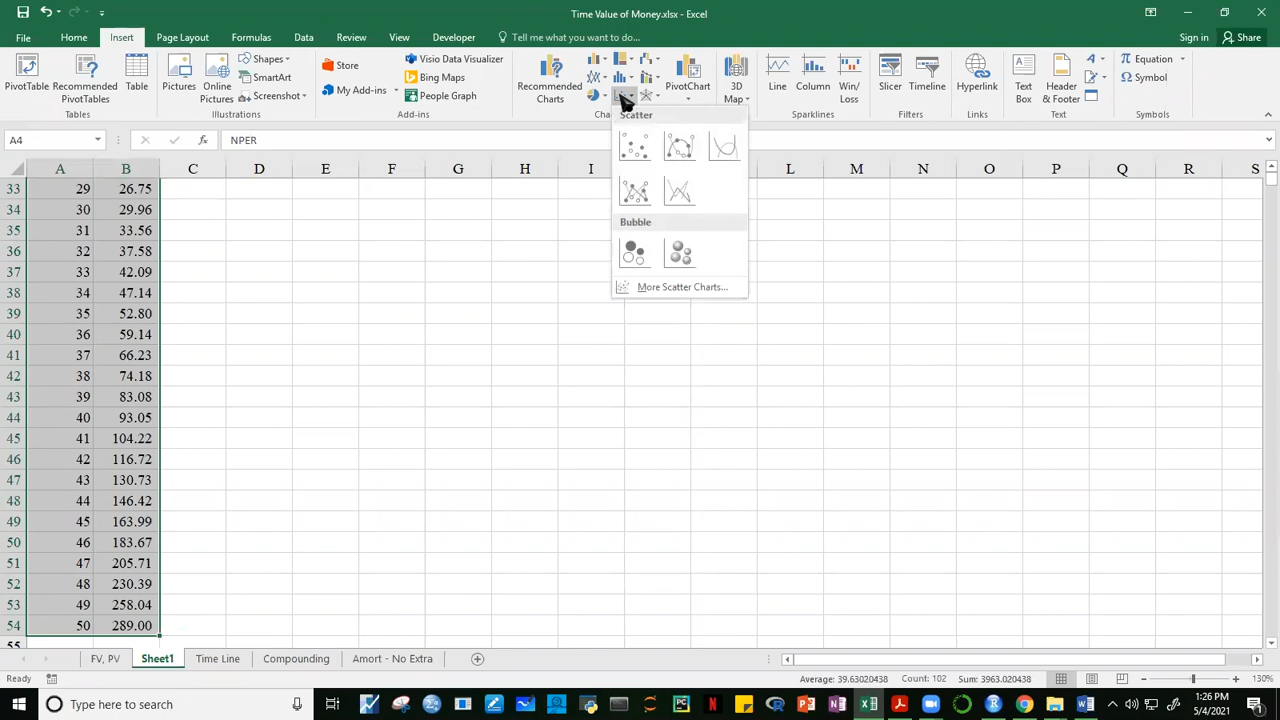 Time Value of Money.xlsx - Excel
File Home Insert Page Layout Formulas Data Review View Developer Tell me what you want to do... Sign in Share
PivotTable Recommended PivotTables Table
Tables
Pictures Online Pictures Shapes SmartArt Screenshot
Illustrations
Store My Add-ins Visio Data Visualizer Bing Maps People Graph
Add-ins
Recommended Charts PivotChart
3D Map
Line Column Win/Loss
Sparklines
Slicer Timeline
Filters
Hyperlink
Links
Text Box Header & Footer
Text
Equation Symbol
Symbols
A4 NPER
A B C D E F G H I L M N O P Q R S
Scatter
Bubble
More Scatter Charts...
33 29 26.75
34 30 29.96
35 31 33.56
36 32 37.58
37 33 42.09
38 34 47.14
39 35 52.80
40 36 59.14
41 37 66.23
42 38 74.18
43 39 83.08
44 40 93.05
45 41 104.22
46 42 116.72
47 43 130.73
48 44 146.42
49 45 163.99
50 46 183.67
51 47 205.71
52 48 230.39
53 49 258.04
54 50 289.00
55
FV, PV Sheet1 Time Line Compounding Amort - No Extra
Ready Average: 39.63020438 Count: 102 Sum: 3963.020438 130%
Type here to search
1:26 PM
5/4/2021